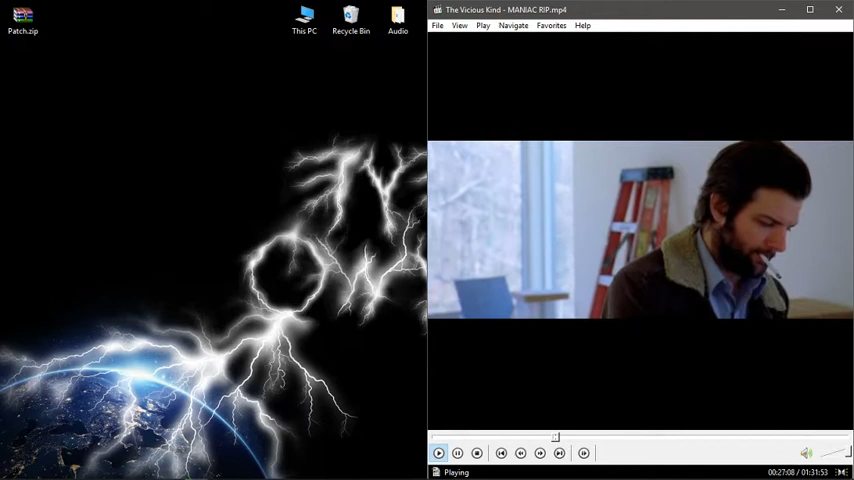 Patch.zip
This PC
Recycle Bin
Audio
The Vicious Kind - MANIAC RIP.mp4
File
View
Play
Navigate
Favorites
Help
Playing
00:27:08 / 01:31:53